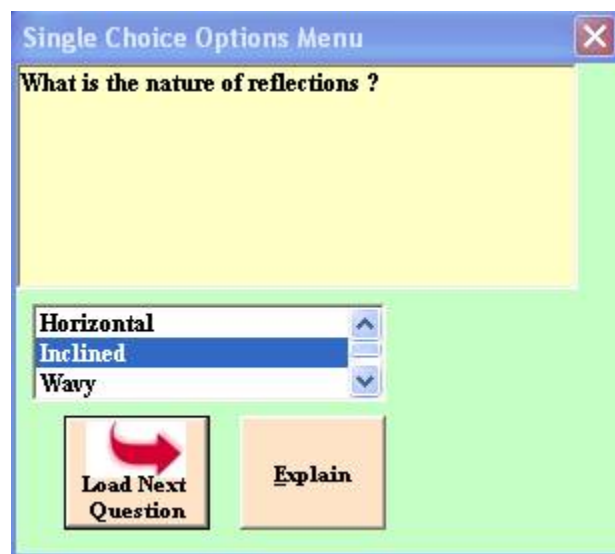 Single Choice Options Menu
What is the nature of reflections ?
Horizontal
Inclined
Wavy
Load Next
Question
Explain